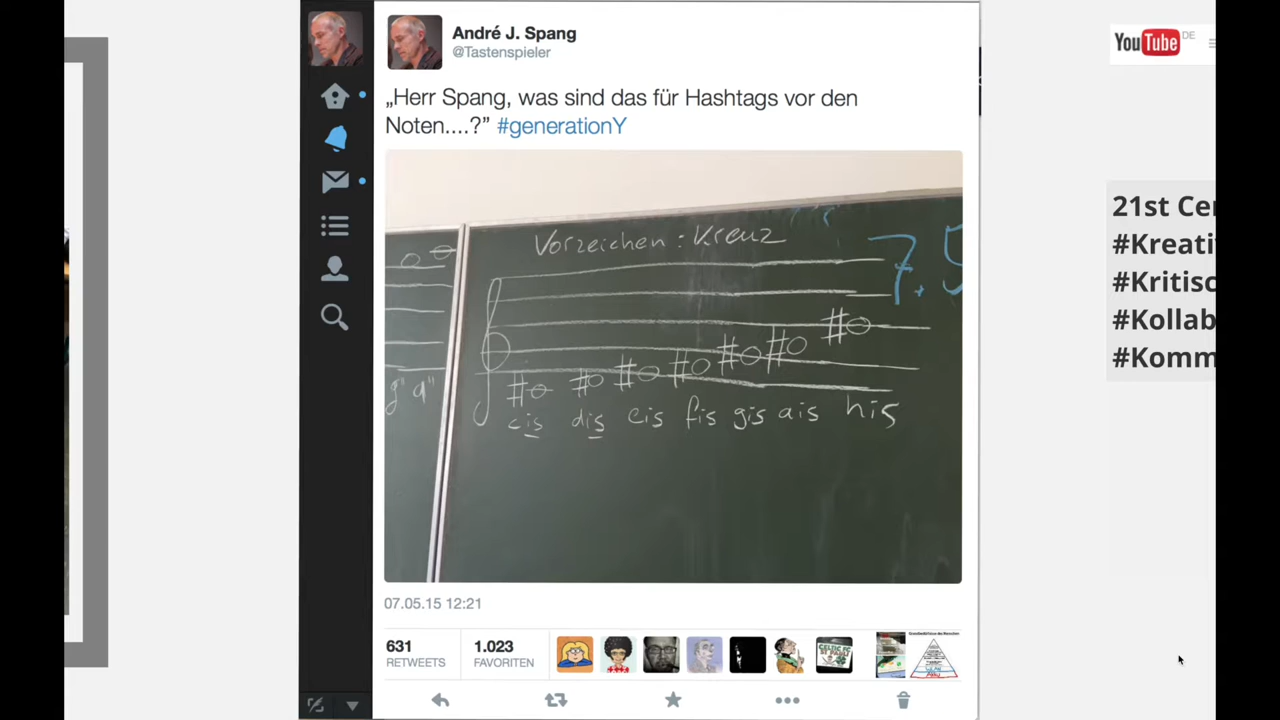 André J. Spang
@Tastenspieler
„Herr Spang, was sind das für Hashtags vor den
Noten....?” #generationY
Vorzeichen: Kreuz
7.5
g" a"
cis dis eis fis gis ais his
07.05.15 12:21
631
RETWEETS
1.023
FAVORITEN
YouTube DE
21st Cer
#Kreati
#Kritisc
#Kollab
#Komm